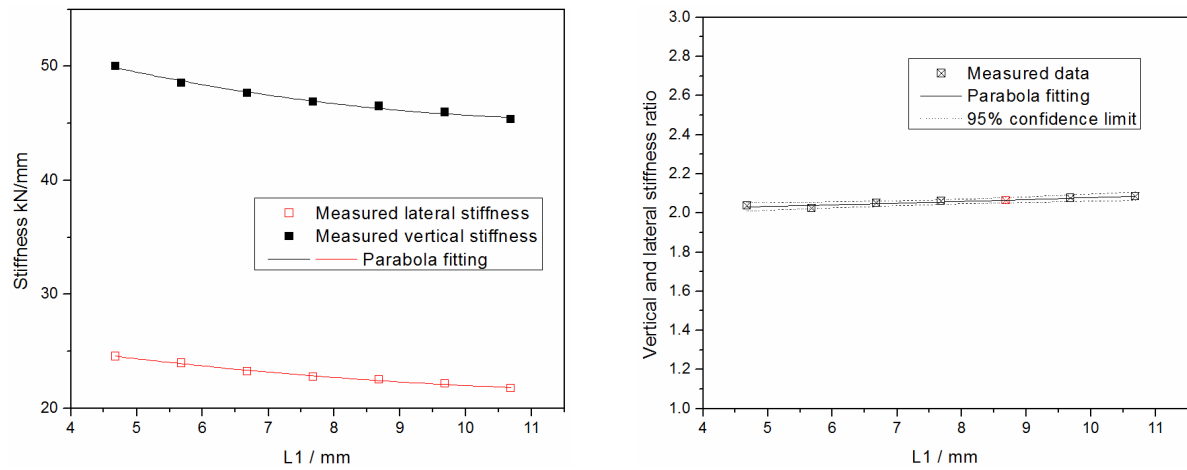 50
40
30
20
4 5 6 7 8 9 10 11
Stiffness kN/mm
L1 / mm
Measured lateral stiffness
Measured vertical stiffness
Parabola fitting
3.0
2.8
2.6
2.4
2.2
2.0
1.8
1.6
1.4
1.2
1.0
4 5 6 7 8 9 10 11
Vertical and lateral stiffness ratio
L1 / mm
Measured data
Parabola fitting
95% confidence limit